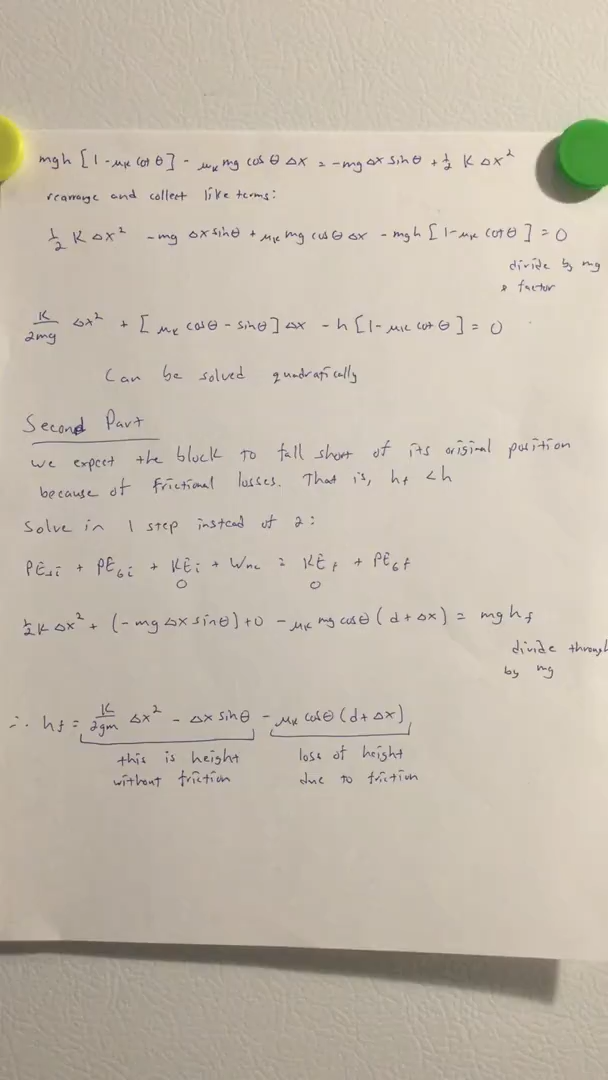 mgh [1-μₖ cot θ] - μₖ mg cos θ Δx = -mg Δx sin θ + ½ K Δx²
rearrange and collect like terms:
½ K Δx² - mg Δx sin θ + μₖ mg cos θ Δx - mgh [1-μₖ cot θ] = 0
divide by mg
& factor
K/2mg Δx² + [μₖ cos θ - sin θ] Δx - h [1-μₖ cot θ] = 0
Can be solved quadratically
Second Part
we expect the block to fall short of its original position
because of frictional losses. That is, hf < h
Solve in 1 step instead of 2:
PEsi + PEGi + KEi + Wnc = KEf + PEGf
0 0
½ K Δx² + (-mg Δx sin θ) + 0 - μₖ mg cos θ (d + Δx) = mg hf
divide through
by mg
∴ hf = K/2gm Δx² - Δx sin θ - μₖ cos θ (d + Δx)
this is height loss of height
without friction due to friction